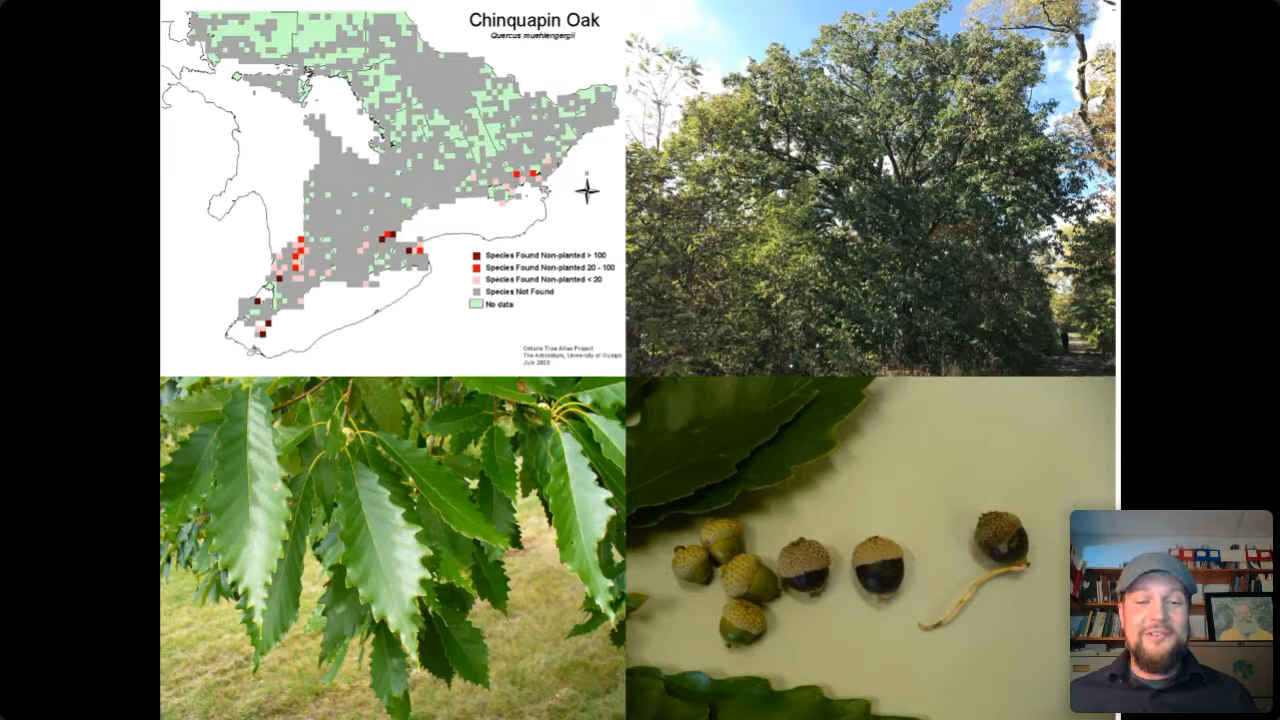 Chinquapin Oak
Quercus muehlengergii
N
Species Found Non-planted > 100
Species Found Non-planted 20 - 100
Species Found Non-planted < 20
Species Not Found
No data
Ontario Tree Atlas Project
The Arboretum, University of Guelph
July 2003